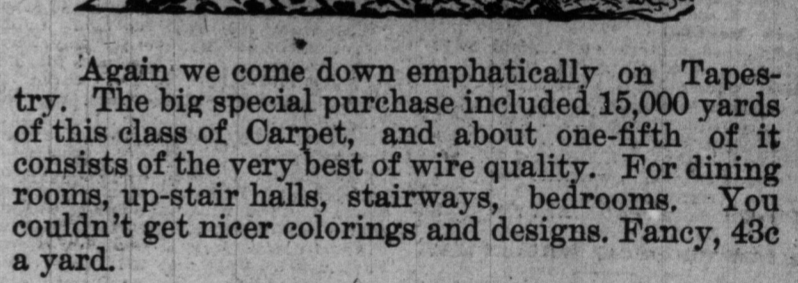 Again we come down emphatically on Tapes-
try. The big special purchase included 15,000 yards
of this class of Carpet, and about one-fifth of it
consists of the very best of wire quality. For dining
rooms, up-stair halls, stairways, bedrooms. You
couldn't get nicer colorings and designs. Fancy, 43c
a yard.